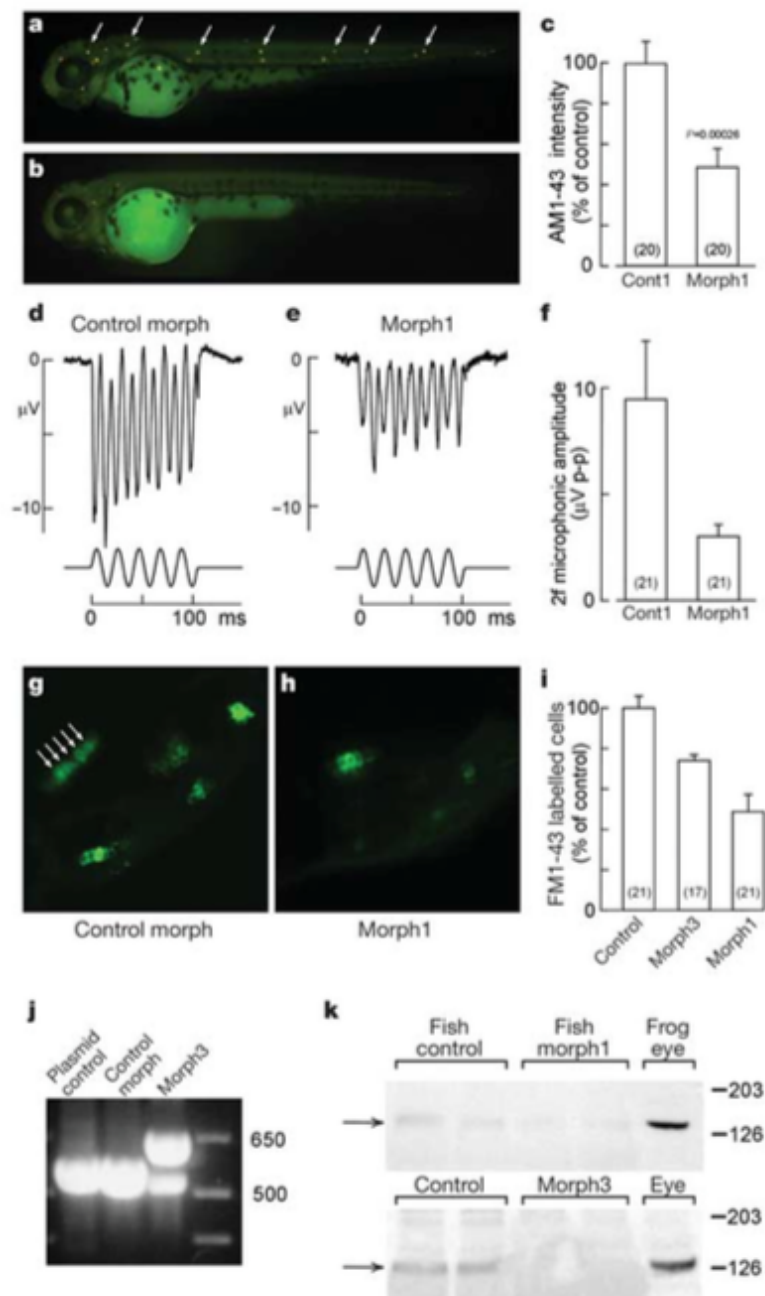 a
b
c
100
AM1-43 intensity
(% of control)
P=0.00026
0
(20)
(20)
Cont1
Morph1
d
Control morph
0
µV
−10
0
100
ms
e
Morph1
0
µV
−10
0
100
ms
f
10
2f microphonic amplitude
(µV p-p)
0
(21)
(21)
Cont1
Morph1
g
Control morph
h
Morph1
i
100
FM1-43 labelled cells
(% of control)
0
(21)
(17)
(21)
Control
Morph3
Morph1
j
Plasmid
control
Control
morph
Morph3
650
500
k
Fish
control
Fish
morph1
Frog
eye
203
126
Control
Morph3
Eye
203
126